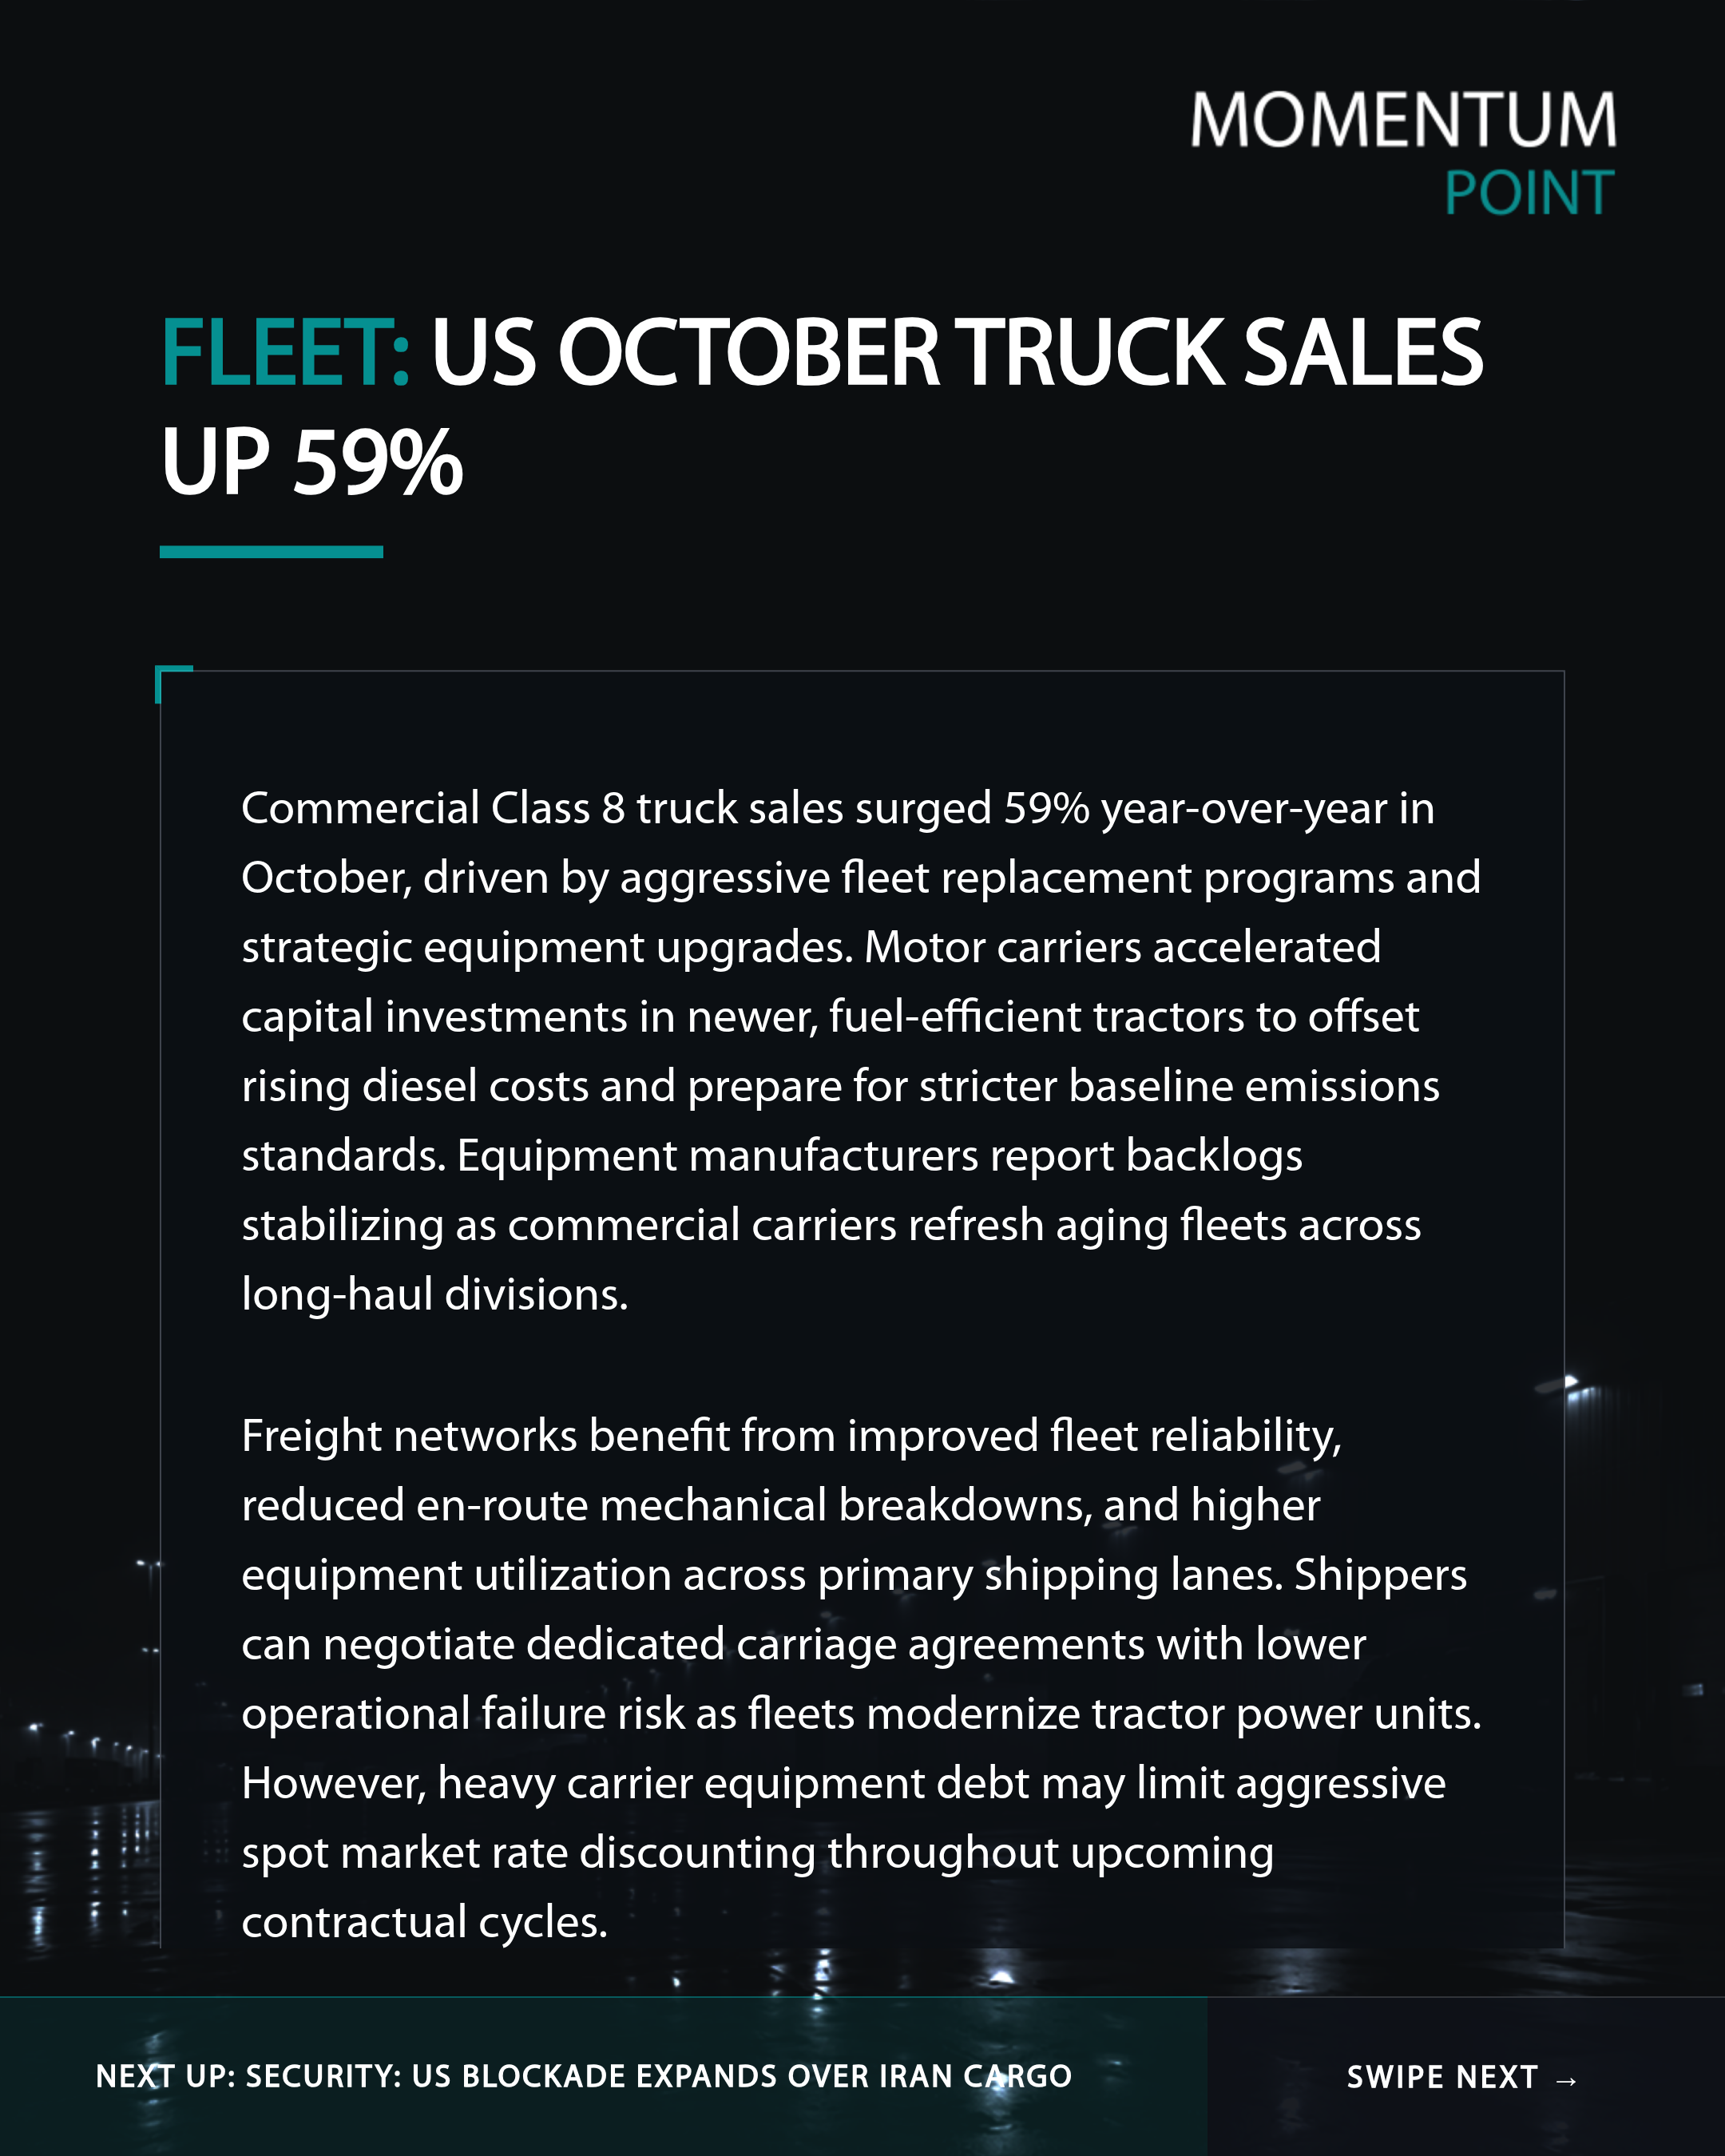 MOMENTUM
POINT
FLEET: US OCTOBER TRUCK SALES
UP 59%
Commercial Class 8 truck sales surged 59% year-over-year in
October, driven by aggressive fleet replacement programs and
strategic equipment upgrades. Motor carriers accelerated
capital investments in newer, fuel-efficient tractors to offset
rising diesel costs and prepare for stricter baseline emissions
standards. Equipment manufacturers report backlogs
stabilizing as commercial carriers refresh aging fleets across
long-haul divisions.
Freight networks benefit from improved fleet reliability,
reduced en-route mechanical breakdowns, and higher
equipment utilization across primary shipping lanes. Shippers
can negotiate dedicated carriage agreements with lower
operational failure risk as fleets modernize tractor power units.
However, heavy carrier equipment debt may limit aggressive
spot market rate discounting throughout upcoming
contractual cycles.
NEXT UP: SECURITY: US BLOCKADE EXPANDS OVER IRAN CARGO
SWIPE NEXT →